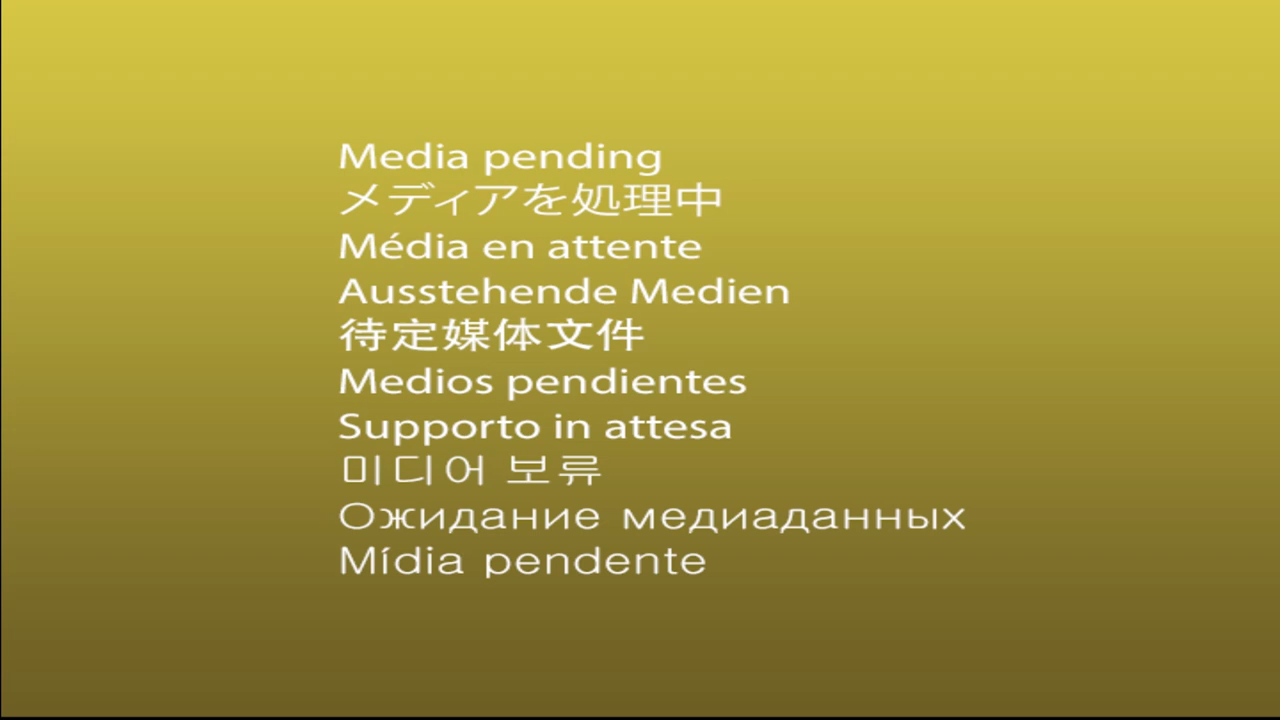 Media pending
メディアを処理中
Média en attente
Ausstehende Medien
待定媒体文件
Medios pendientes
Supporto in attesa
미디어 보류
Ожидание медиаданных
Mídia pendente